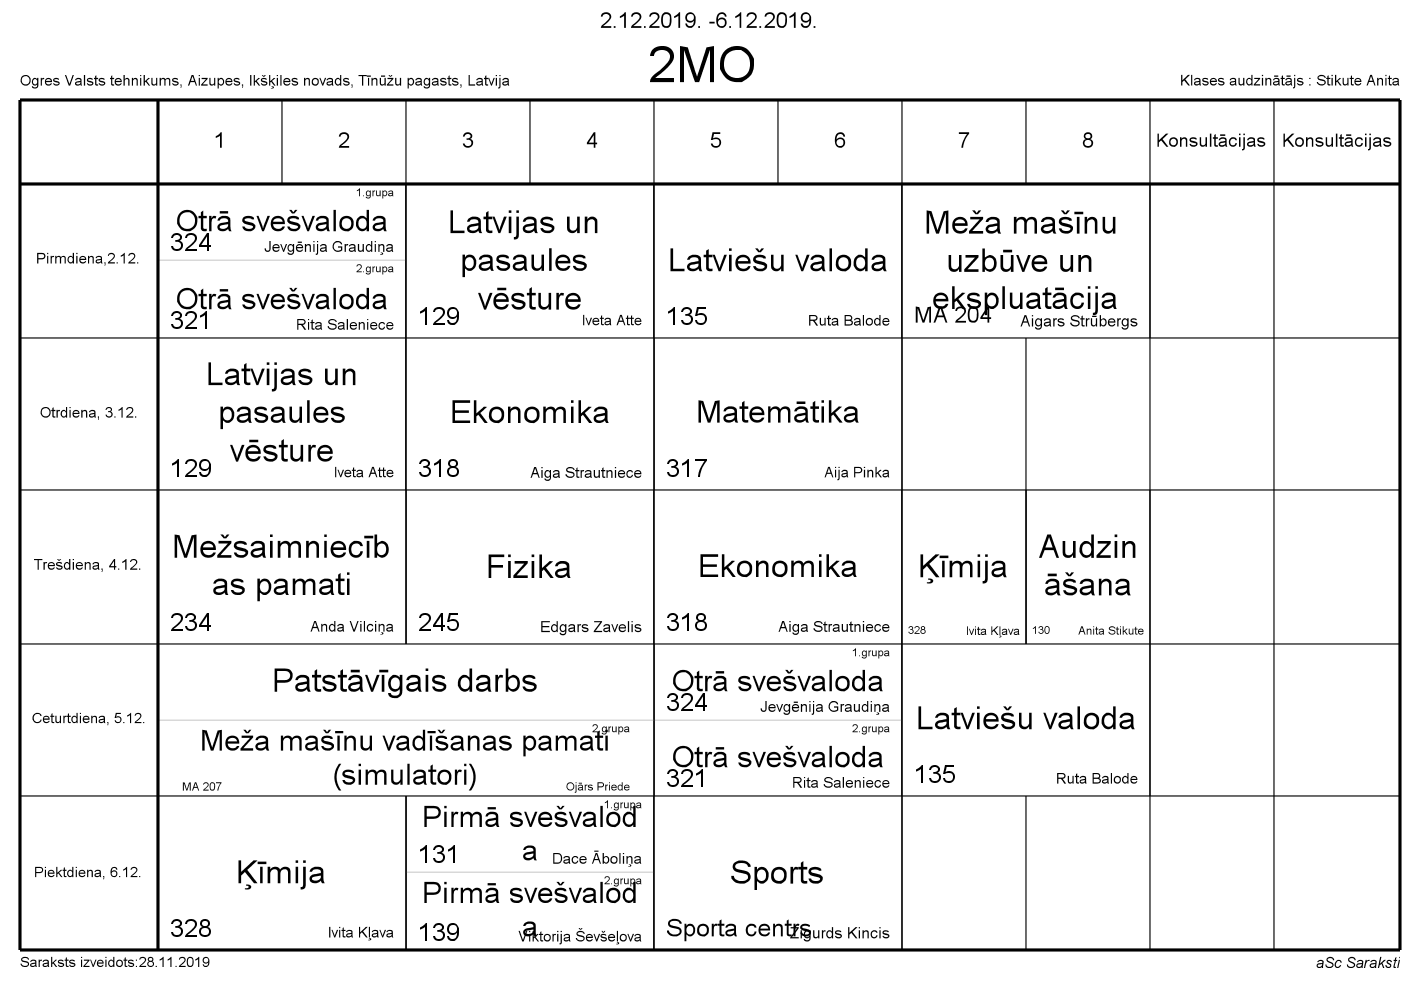 2.12.2019. -6.12.2019.
2MO
Ogres Valsts tehnikums, Aizupes, Ikšķiles novads, Tīnūžu pagasts, Latvija
Klases audzinātājs : Stikute Anita
1 2 3 4 5 6 7 8 Konsultācijas Konsultācijas
Pirmdiena,2.12.
1.grupa
Otrā svešvaloda
324 Jevgēnija Graudiņa
2.grupa
Otrā svešvaloda
321 Rita Saleniece
Latvijas un
pasaules
vēsture
129 Iveta Atte
Latviešu valoda
135 Ruta Balode
Meža mašīnu
uzbūve un
ekspluatācija
MA 204 Aigars Strūbergs
Otrdiena, 3.12.
Latvijas un
pasaules
vēsture
129 Iveta Atte
Ekonomika
318 Aiga Strautniece
Matemātika
317 Aija Pinka
Trešdiena, 4.12.
Mežsaimniecīb
as pamati
234 Anda Vilciņa
Fizika
245 Edgars Zavelis
Ekonomika
318 Aiga Strautniece
Ķīmija
328 Ivita Kļava
Audzin
āšana
130 Anita Stikute
Ceturtdiena, 5.12.
Patstāvīgais darbs
2.grupa
Meža mašīnu vadīšanas pamati
(simulatori)
MA 207 Ojārs Priede
1.grupa
Otrā svešvaloda
324 Jevgēnija Graudiņa
2.grupa
Otrā svešvaloda
321 Rita Saleniece
Latviešu valoda
135 Ruta Balode
Piektdiena, 6.12.
Ķīmija
328 Ivita Kļava
1.grupa
Pirmā svešvalod
a
131 Dace Āboliņa
2.grupa
Pirmā svešvalod
a
139 Viktorija Ševšeļova
Sports
Sporta centrs Zigurds Kincis
Saraksts izveidots:28.11.2019
aSc Saraksti